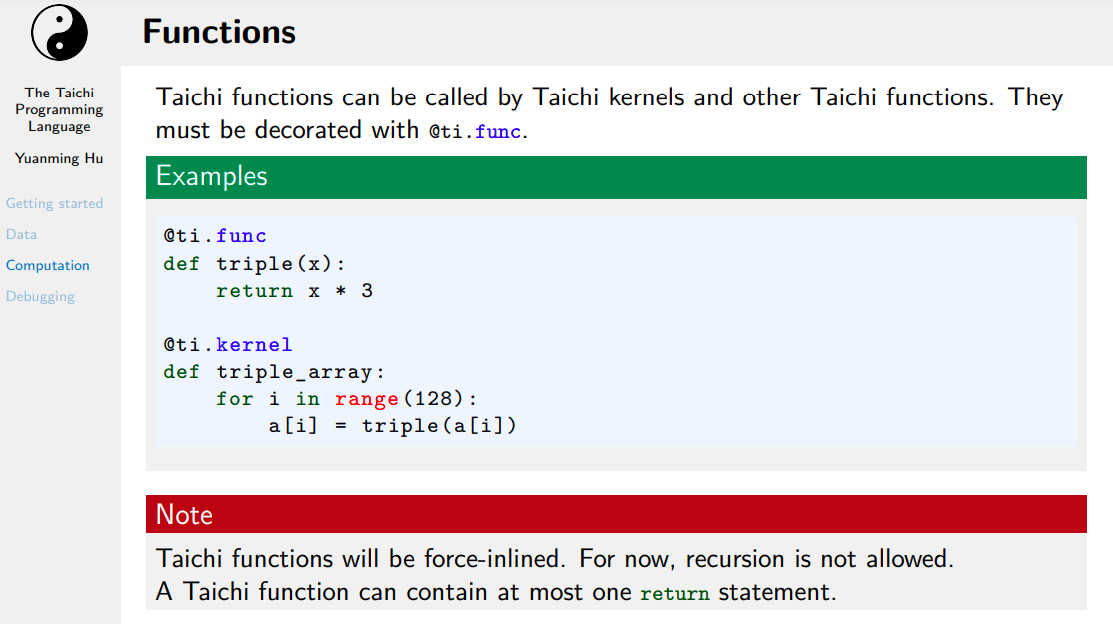 Functions
The Taichi
Programming
Language
Yuanming Hu
Getting started
Data
Computation
Debugging
Taichi functions can be called by Taichi kernels and other Taichi functions. They
must be decorated with @ti.func.
Examples
@ti.func
def triple(x):
    return x * 3
@ti.kernel
def triple_array:
    for i in range(128):
        a[i] = triple(a[i])
Note
Taichi functions will be force-inlined. For now, recursion is not allowed.
A Taichi function can contain at most one return statement.